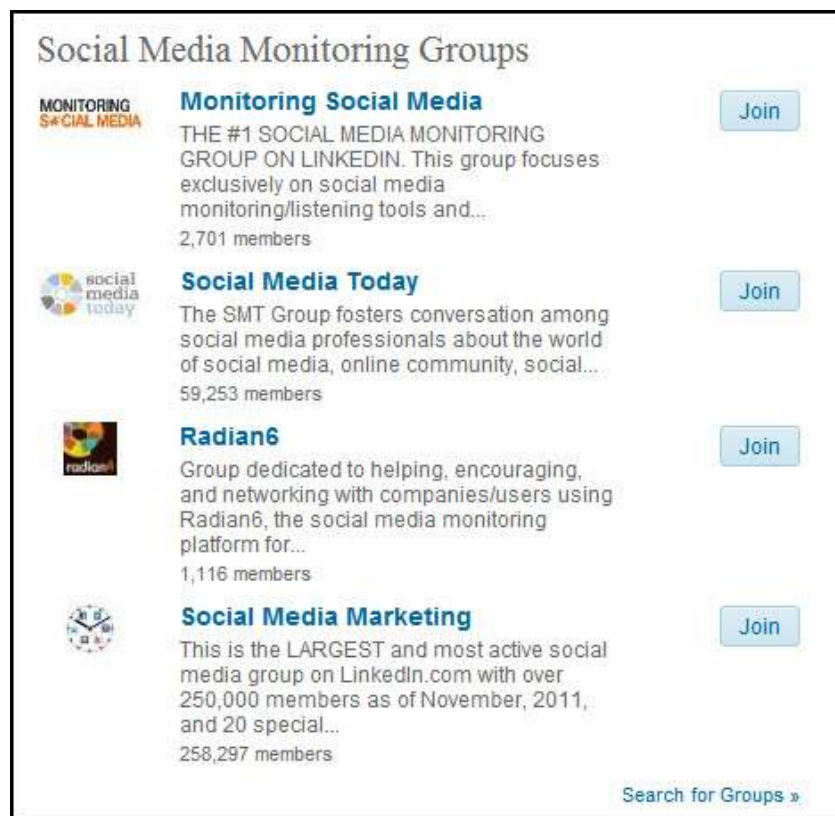 Social Media Monitoring Groups
MONITORING
SOCIAL MEDIA
Monitoring Social Media
Join
THE #1 SOCIAL MEDIA MONITORING
GROUP ON LINKEDIN. This group focuses
exclusively on social media
monitoring/listening tools and...
2,701 members
social
media
today
Social Media Today
Join
The SMT Group fosters conversation among
social media professionals about the world
of social media, online community, social...
59,253 members
radian6
Radian6
Join
Group dedicated to helping, encouraging,
and networking with companies/users using
Radian6, the social media monitoring
platform for...
1,116 members
Social Media Marketing
Join
This is the LARGEST and most active social
media group on LinkedIn.com with over
250,000 members as of November, 2011,
and 20 special...
258,297 members
Search for Groups »